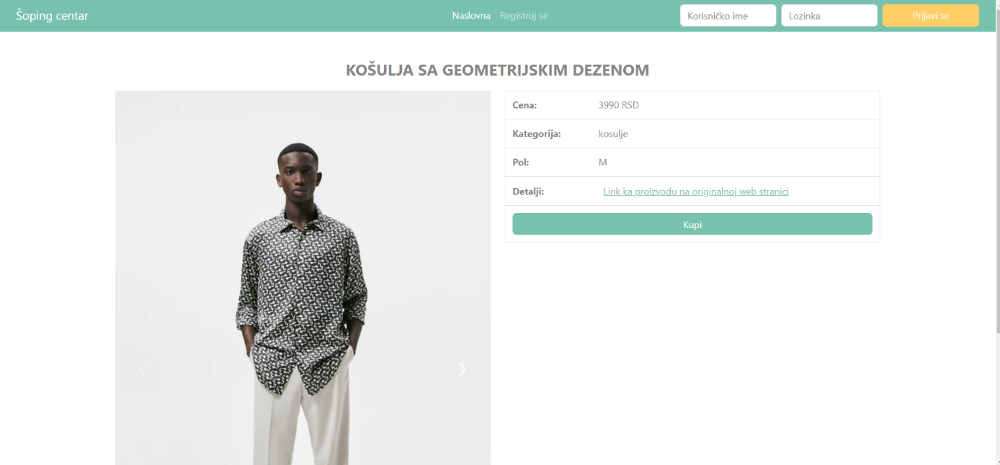 Šoping centar
Naslovna Registruj se
Korisničko ime
Lozinka
Prijavi se
KOŠULJA SA GEOMETRIJSKIM DEZENOM
Cena: 3990 RSD
Kategorija: kosulje
Pol: M
Detalji: Link ka proizvodu na originalnoj web stranici
Kupi